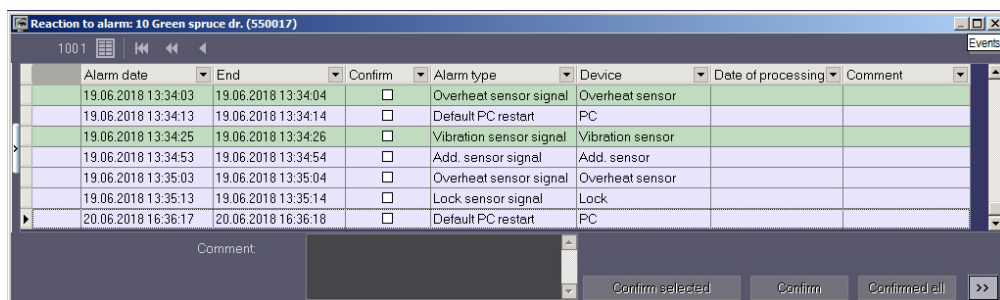 Reaction to alarm: 10 Green spruce dr. (550017)
Events
1001
Alarm date End Confirm Alarm type Device Date of processing Comment
19.06.2018 13:34:03 19.06.2018 13:34:04 Overheat sensor signal Overheat sensor
19.06.2018 13:34:13 19.06.2018 13:34:14 Default PC restart PC
19.06.2018 13:34:25 19.06.2018 13:34:26 Vibration sensor signal Vibration sensor
19.06.2018 13:34:53 19.06.2018 13:34:54 Add. sensor signal Add. sensor
19.06.2018 13:35:03 19.06.2018 13:35:04 Overheat sensor signal Overheat sensor
19.06.2018 13:35:13 19.06.2018 13:35:14 Lock sensor signal Lock
20.06.2018 16:36:17 20.06.2018 16:36:18 Default PC restart PC
Comment:
Confirm selected Confirm Confirmed all >>